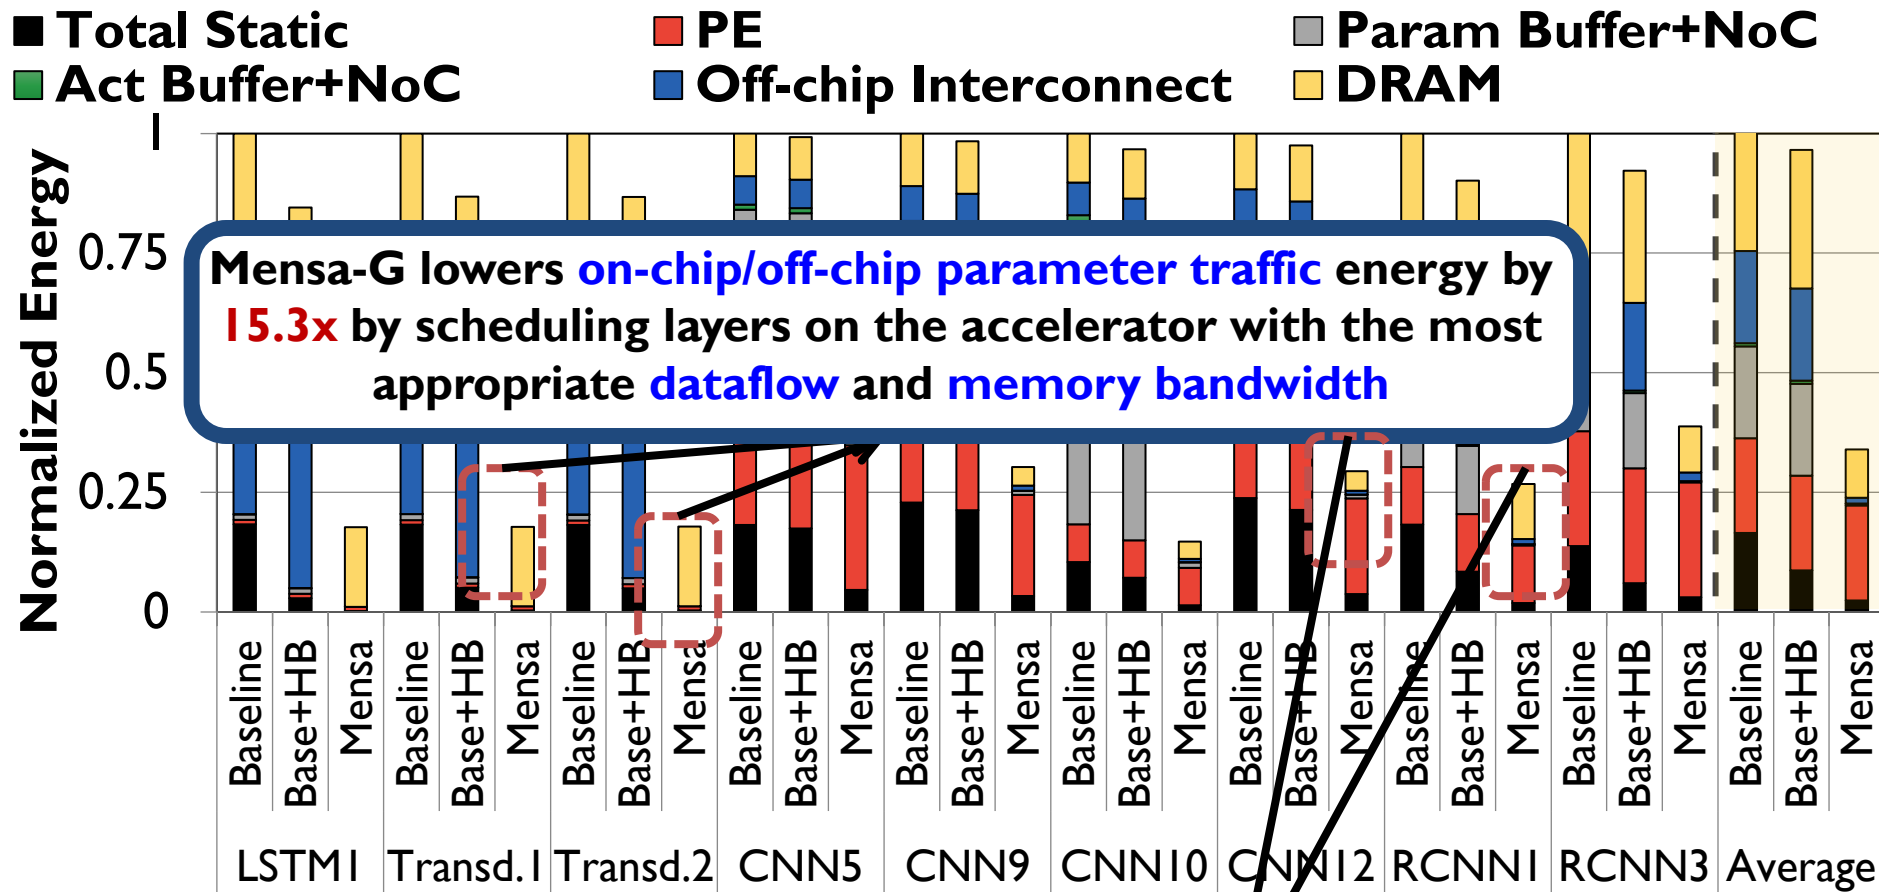 Total Static PE Param Buffer+NoC
Act Buffer+NoC Off-chip Interconnect DRAM
Normalized Energy
1
0.75
0.5
0.25
0
Mensa-G lowers on-chip/off-chip parameter traffic energy by
15.3x by scheduling layers on the accelerator with the most
appropriate dataflow and memory bandwidth
Baseline Base+HB Mensa Baseline Base+HB Mensa Baseline Base+HB Mensa Baseline Base+HB Mensa Baseline Base+HB Mensa Baseline Base+HB Mensa Baseline Base+HB Mensa Baseline Base+HB Mensa Baseline Base+HB Mensa Baseline Base+HB Mensa
LSTM1 Transd.1 Transd.2 CNN5 CNN9 CNN10 CNN12 RCNN1 RCNN3 Average